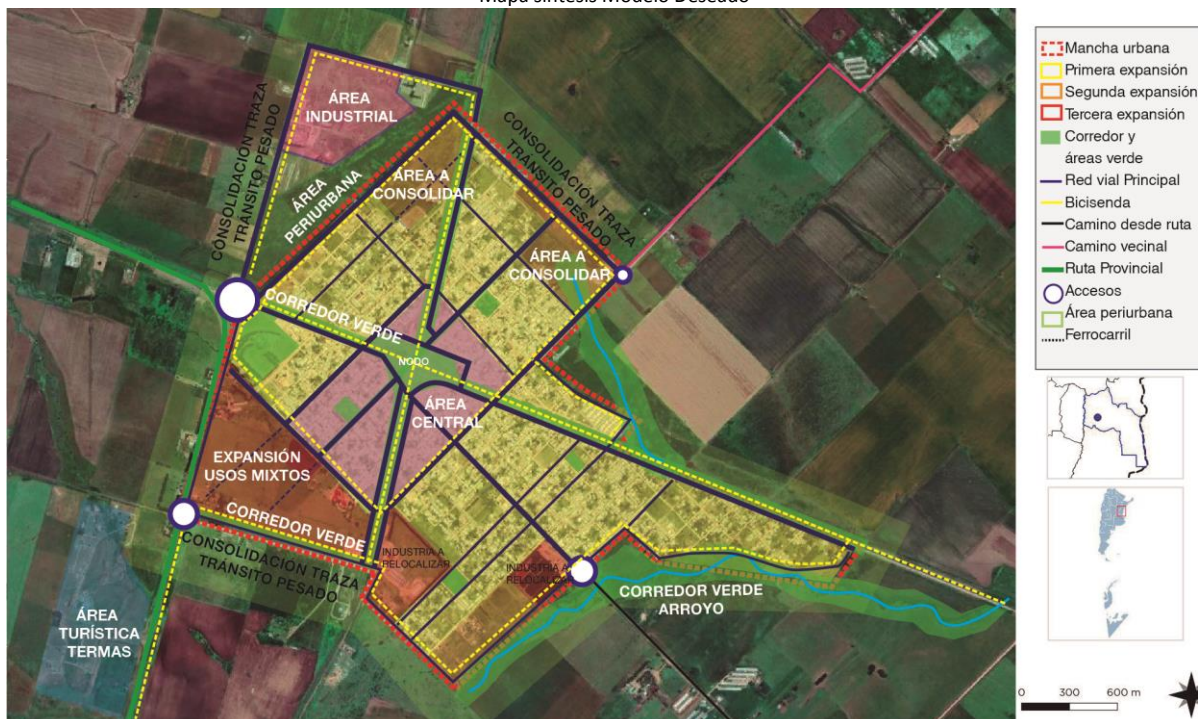 Mapa síntesis Modelo Deseado
ÁREA
INDUSTRIAL
CONSOLIDACIÓN TRAZA
TRÁNSITO PESADO
ÁREA
PERIURBANA
ÁREA A
CONSOLIDAR
CONSOLIDACIÓN TRAZA
TRÁNSITO PESADO
ÁREA A
CONSOLIDAR
CORREDOR VERDE
NODO
ÁREA
CENTRAL
EXPANSIÓN
USOS MIXTOS
CORREDOR VERDE
CONSOLIDACIÓN TRAZA
TRÁNSITO PESADO
INDUSTRIA A
RELOCALIZAR
INDUSTRIA A
RELOCALIZAR
CORREDOR VERDE
ARROYO
ÁREA
TURÍSTICA
TERMAS
Mancha urbana
Primera expansión
Segunda expansión
Tercera expansión
Corredor y
áreas verde
Red vial Principal
Bicisenda
Camino desde ruta
Camino vecinal
Ruta Provincial
Accesos
Área periurbana
Ferrocarril
0 300 600 m